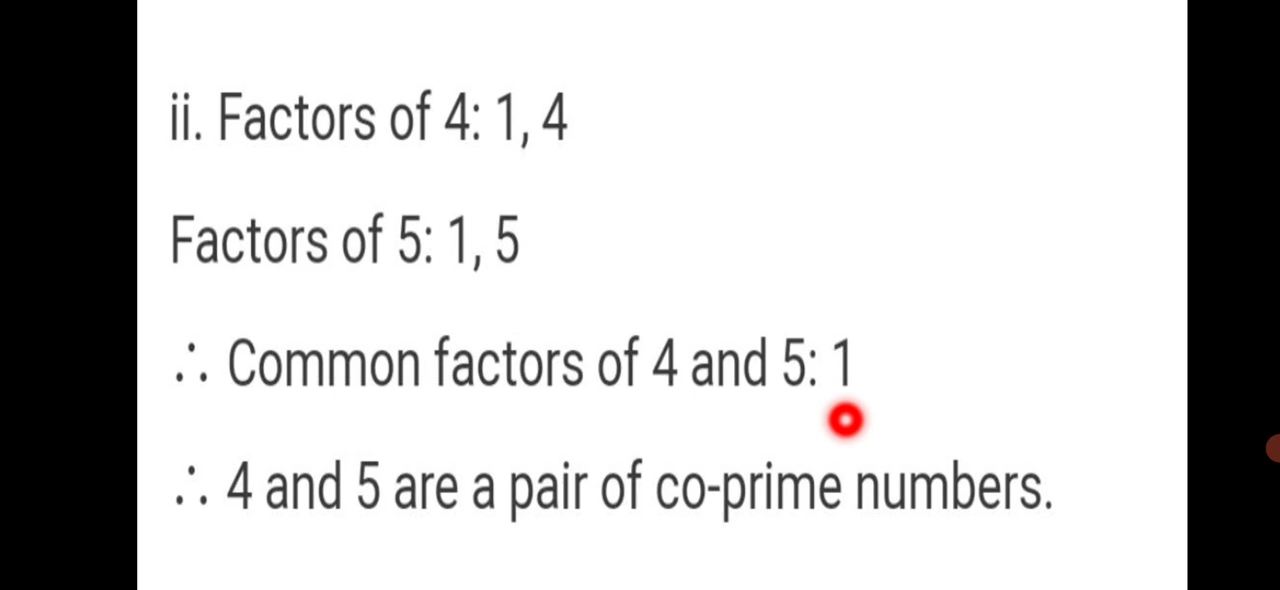 ii. Factors of 4: 1, 4
Factors of 5: 1, 5
∴ Common factors of 4 and 5: 1
∴ 4 and 5 are a pair of co-prime numbers.